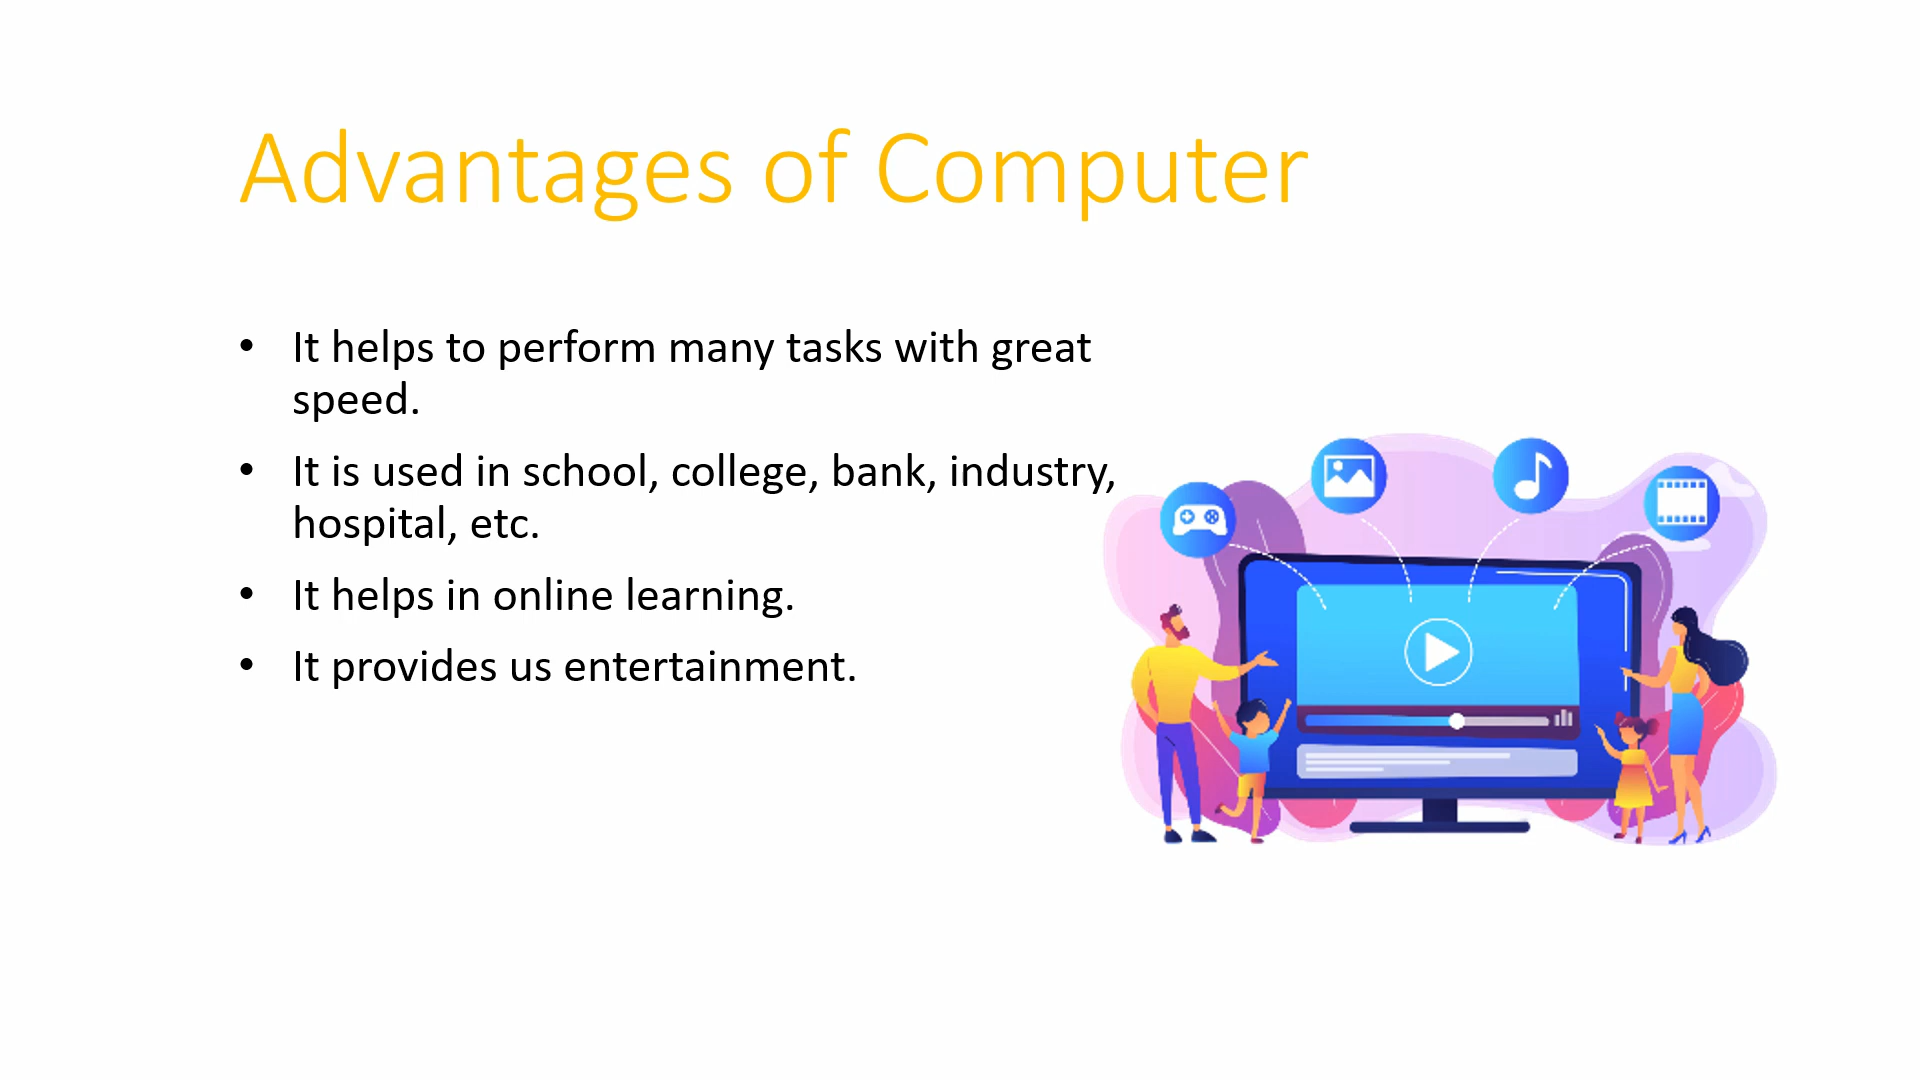 Advantages of Computer
• It helps to perform many tasks with great
speed.
• It is used in school, college, bank, industry,
hospital, etc.
• It helps in online learning.
• It provides us entertainment.